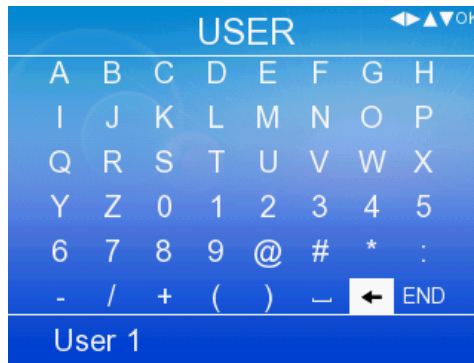 USER ◀▶▲▼OK
A B C D E F G H
I J K L M N O P
Q R S T U V W X
Y Z 0 1 2 3 4 5
6 7 8 9 @ # * :
- / + ( ) ⎵ ← END
User 1